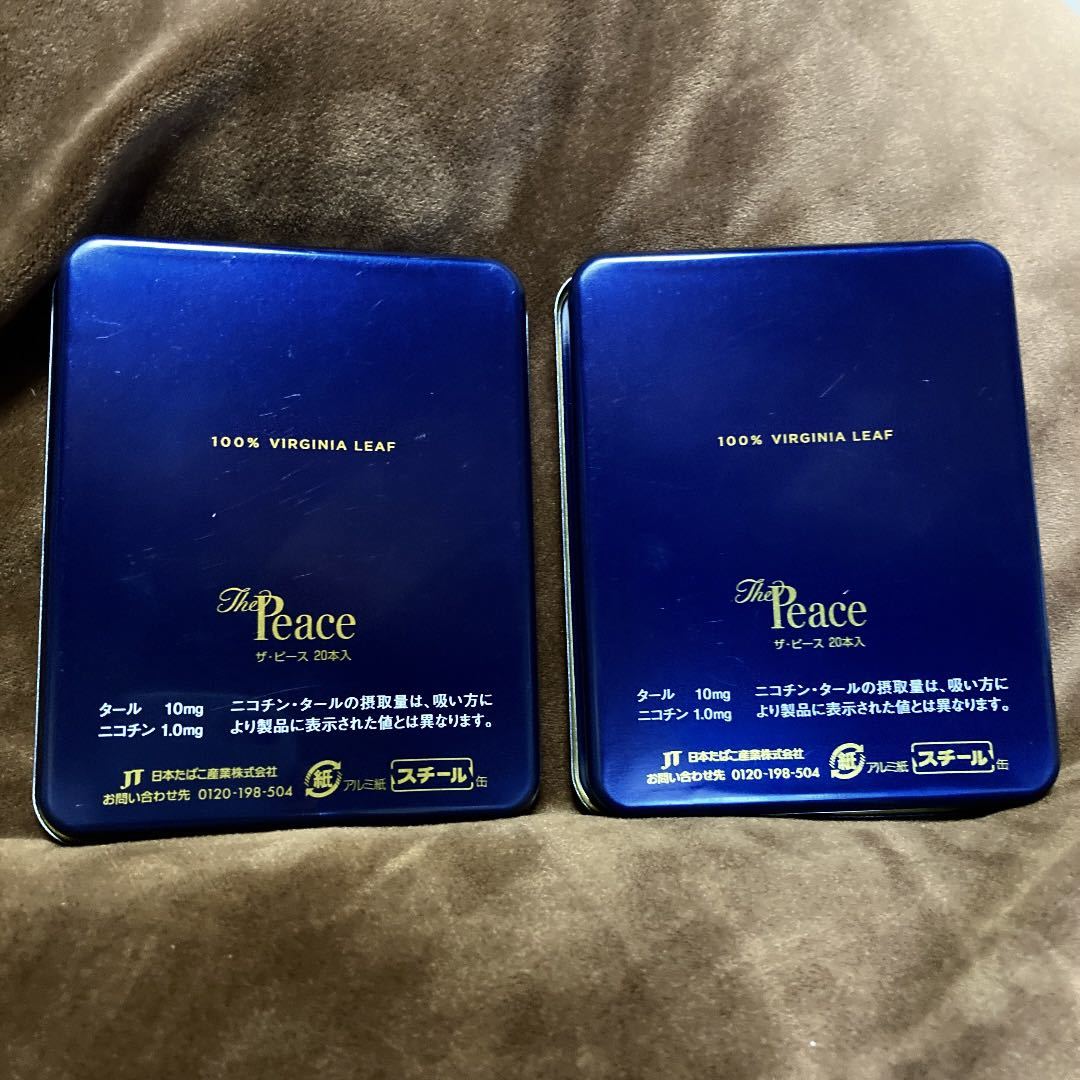 100% VIRGINIA LEAF
The Peace
ザ・ピース 20本入
タール 10mg
ニコチン 1.0mg
ニコチン・タールの摂取量は、吸い方に
より製品に表示された値とは異なります。
JT 日本たばこ産業株式会社
お問い合わせ先 0120-198-504
紙 アルミ紙 スチール 缶
100% VIRGINIA LEAF
The Peace
ザ・ピース 20本入
タール 10mg
ニコチン 1.0mg
ニコチン・タールの摂取量は、吸い方に
より製品に表示された値とは異なります。
JT 日本たばこ産業株式会社
お問い合わせ先 0120-198-504
紙 アルミ紙 スチール 缶